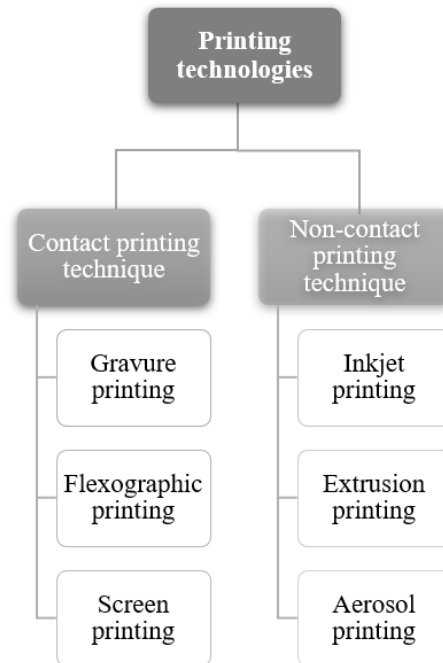 Printing
technologies
Contact printing
technique
Non-contact
printing
technique
Gravure
printing
Flexographic
printing
Screen
printing
Inkjet
printing
Extrusion
printing
Aerosol
printing